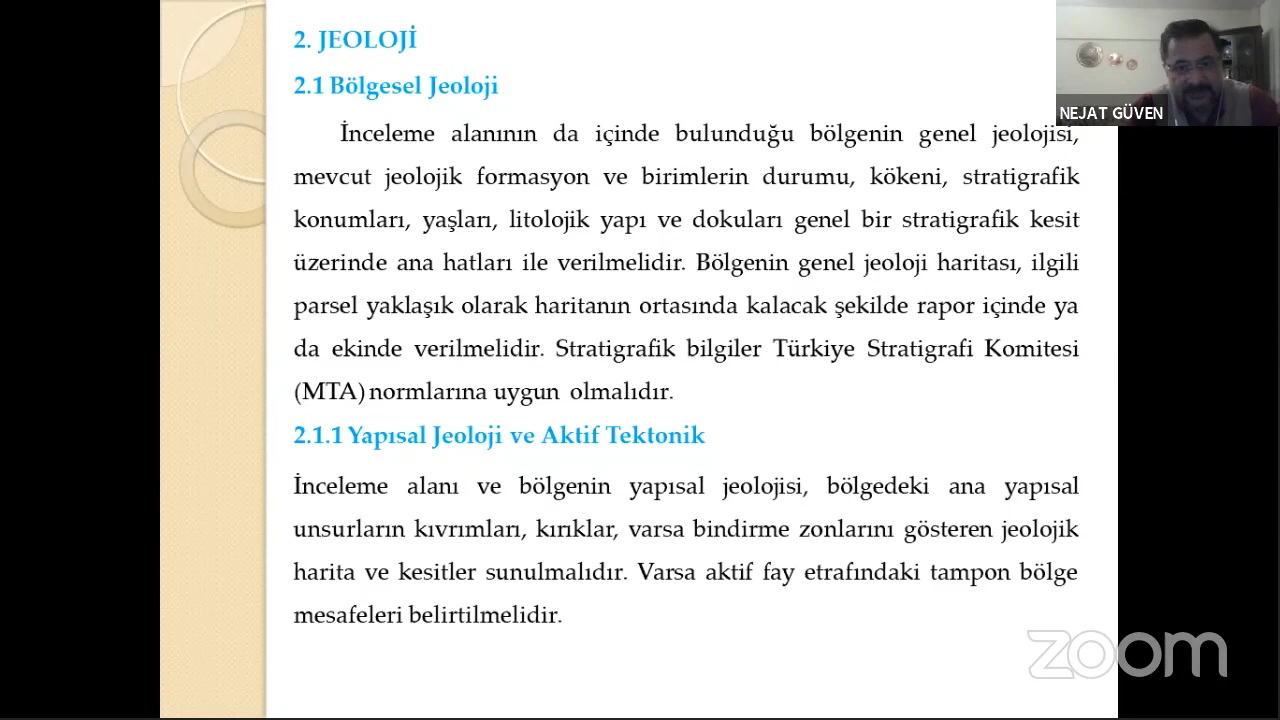 2. JEOLOJİ
2.1 Bölgesel Jeoloji
İnceleme alanının da içinde bulunduğu bölgenin genel jeolojisi,
mevcut jeolojik formasyon ve birimlerin durumu, kökeni, stratigrafik
konumları, yaşları, litolojik yapı ve dokuları genel bir stratigrafik kesit
üzerinde ana hatları ile verilmelidir. Bölgenin genel jeoloji haritası, ilgili
parsel yaklaşık olarak haritanın ortasında kalacak şekilde rapor içinde ya
da ekinde verilmelidir. Stratigrafik bilgiler Türkiye Stratigrafi Komitesi
(MTA) normlarına uygun olmalıdır.
2.1.1 Yapısal Jeoloji ve Aktif Tektonik
İnceleme alanı ve bölgenin yapısal jeolojisi, bölgedeki ana yapısal
unsurların kıvrımları, kırıklar, varsa bindirme zonlarını gösteren jeolojik
harita ve kesitler sunulmalıdır. Varsa aktif fay etrafındaki tampon bölge
mesafeleri belirtilmelidir.
NEJAT GÜVEN
zoom